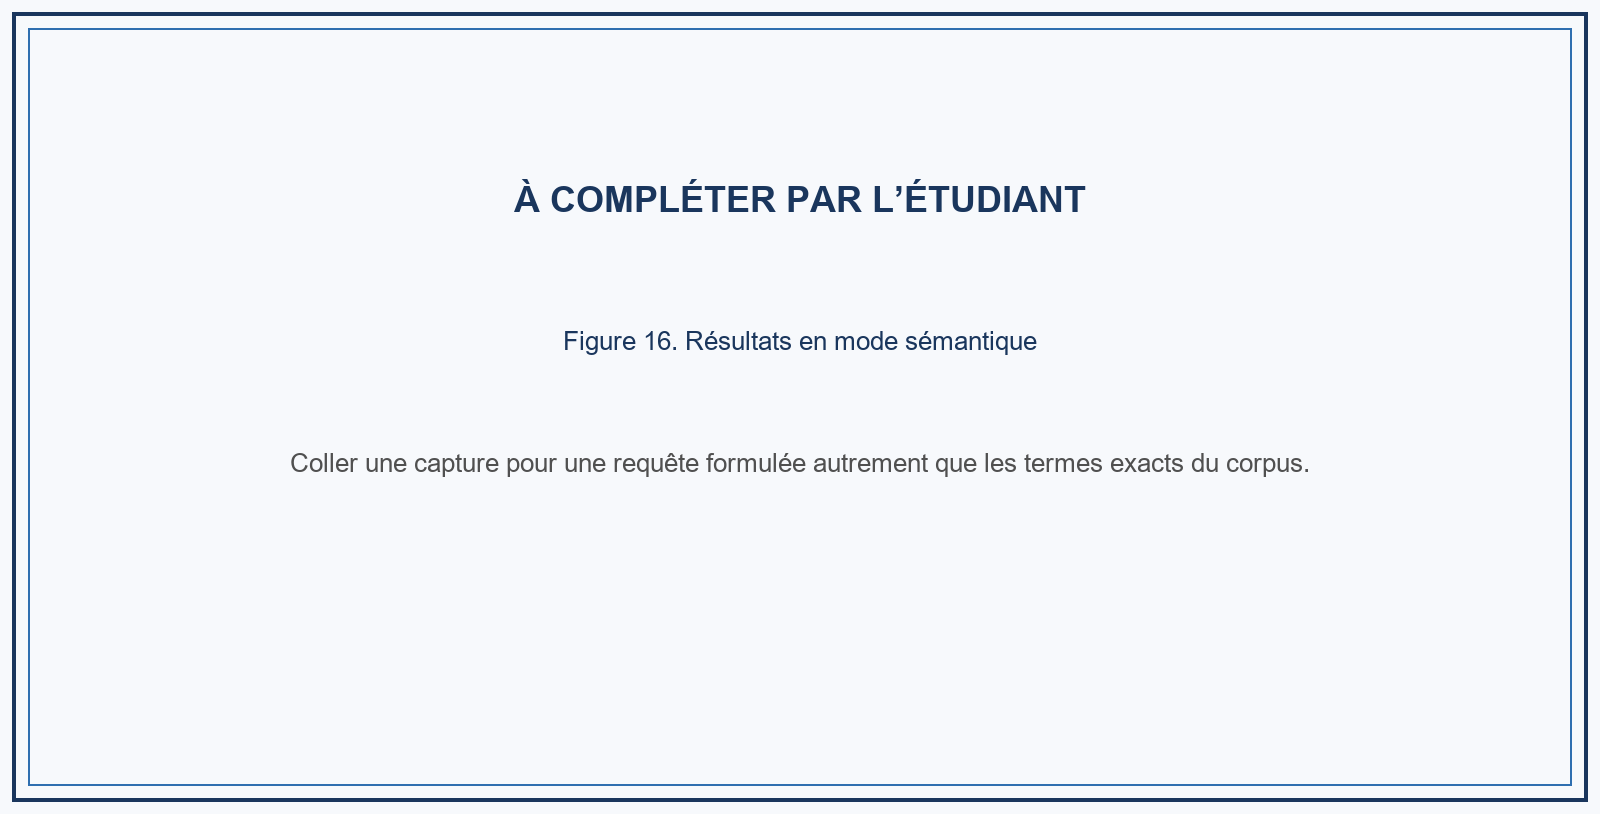 À COMPLÉTER PAR L’ÉTUDIANT
Figure 16. Résultats en mode sémantique
Coller une capture pour une requête formulée autrement que les termes exacts du corpus.